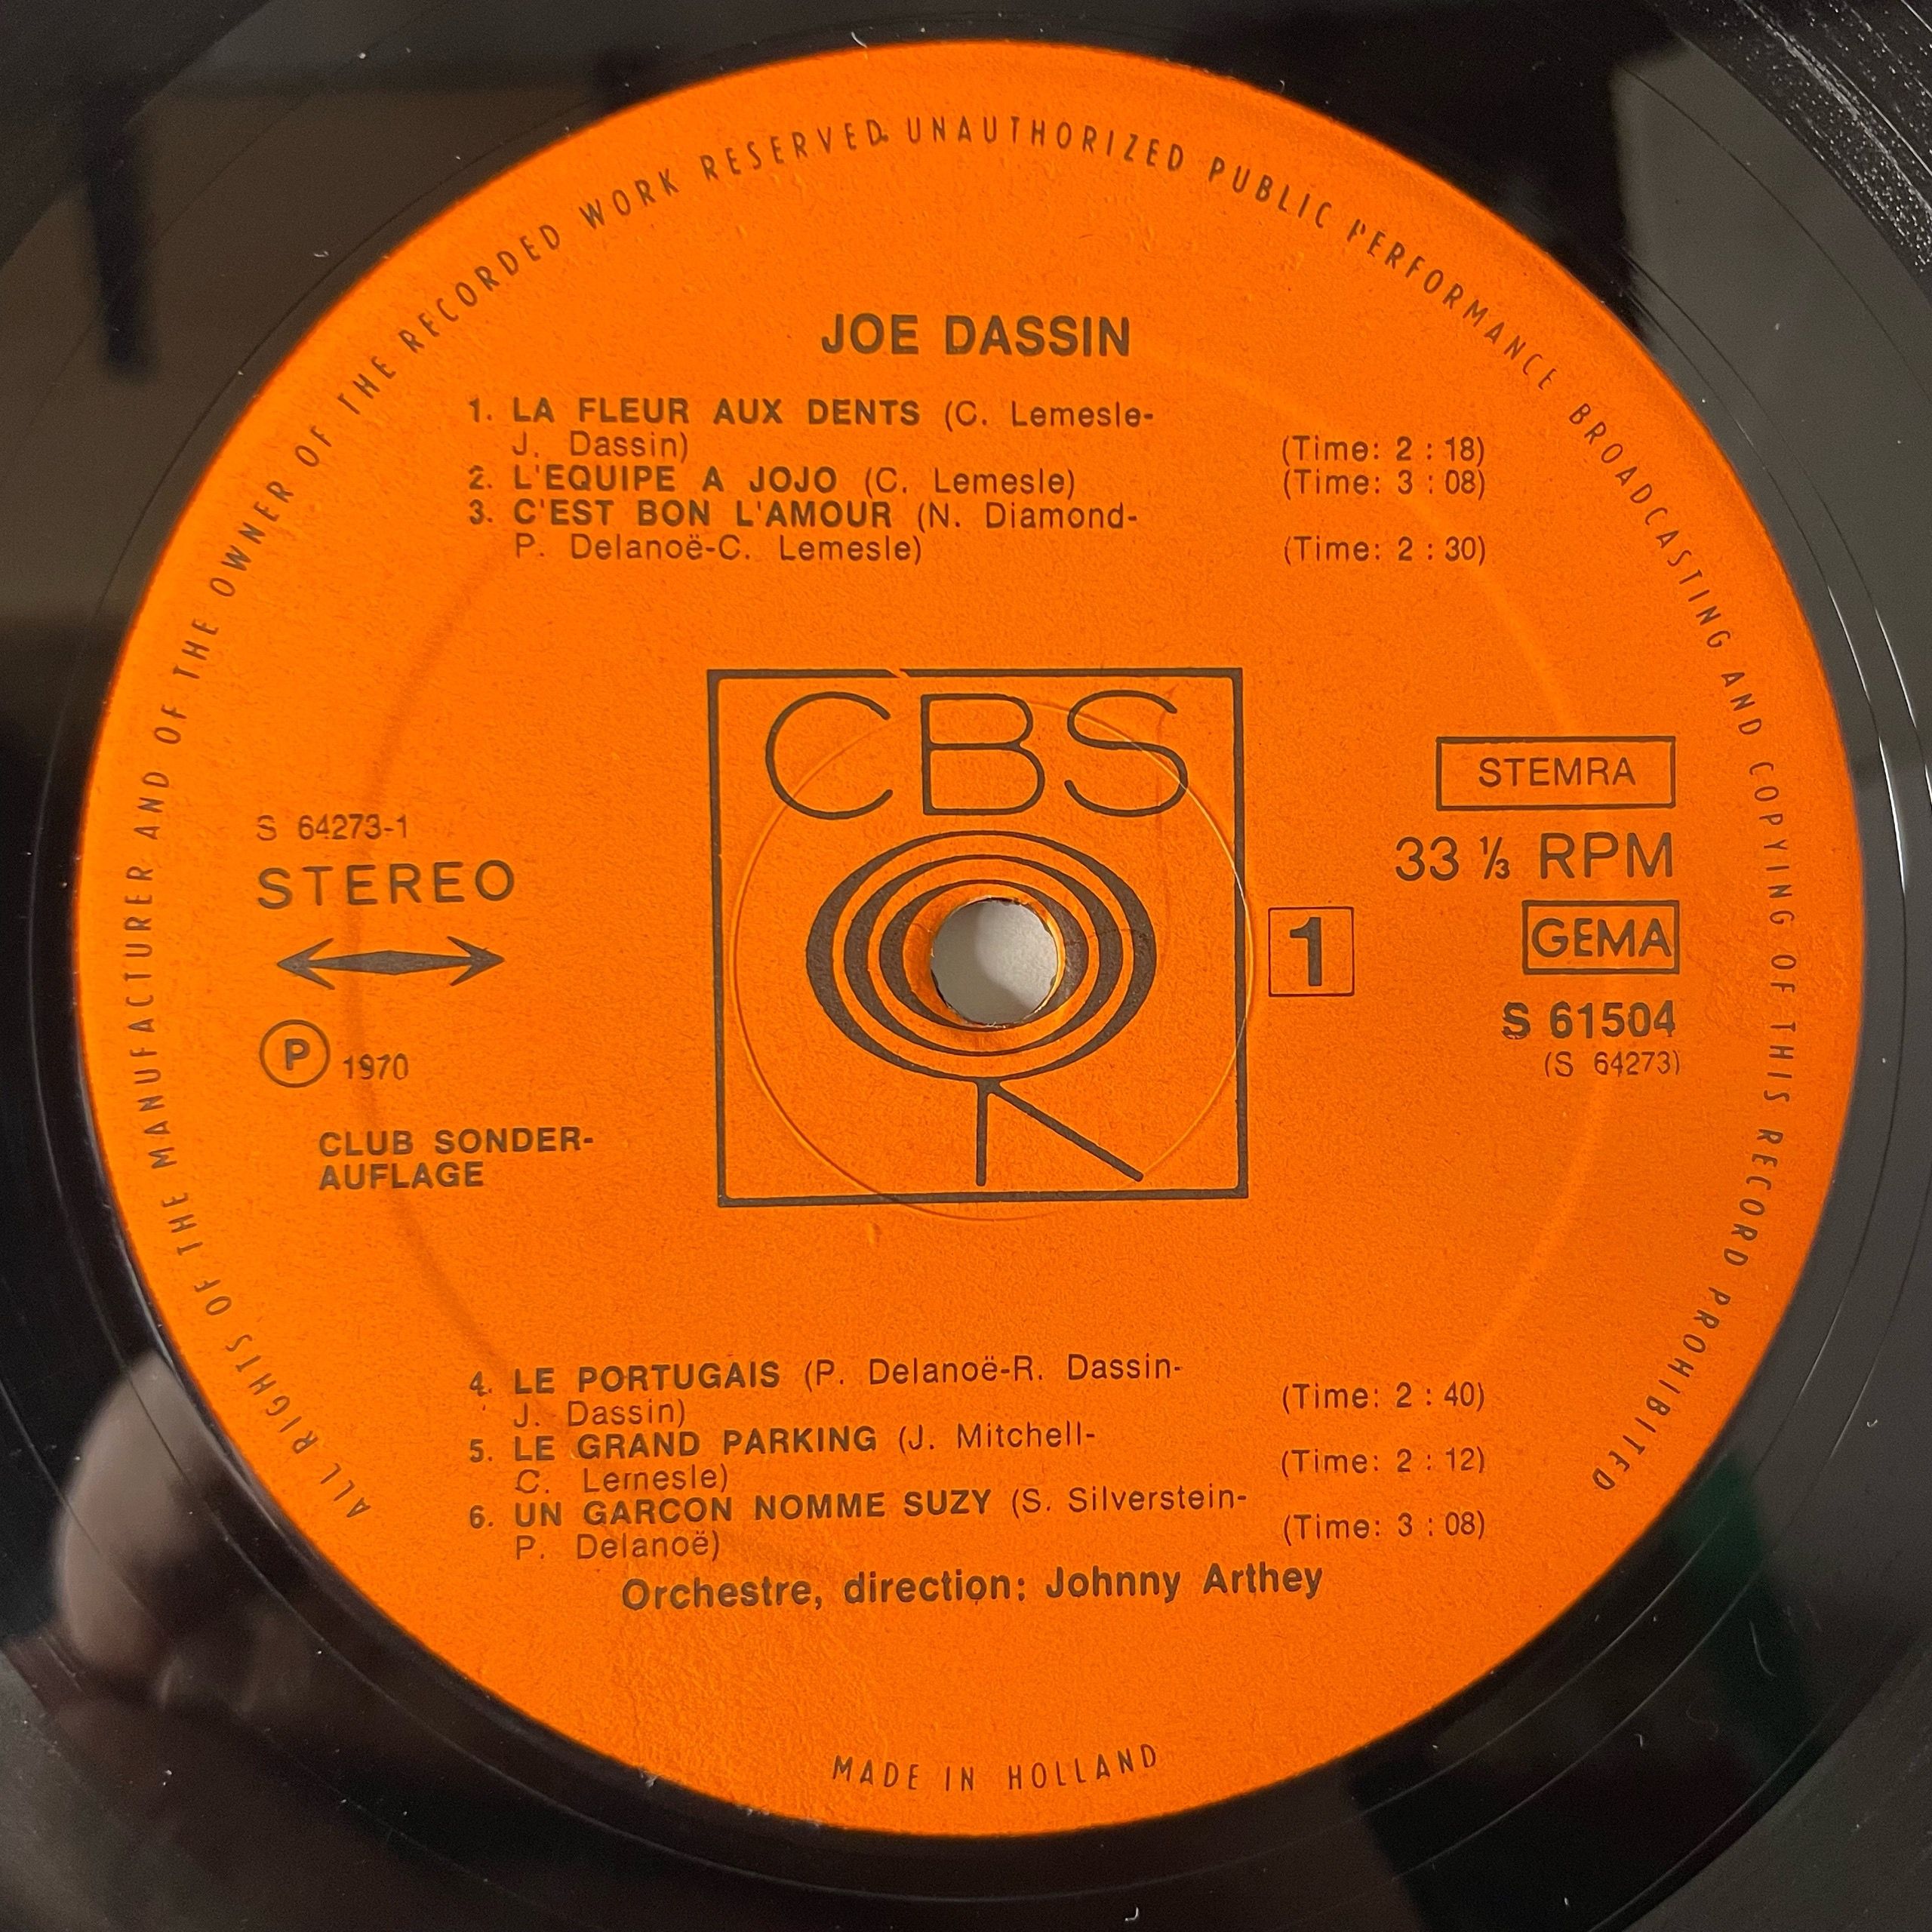 ALL RIGHTS OF THE MANUFACTURER AND OF THE OWNER OF THE RECORDED WORK RESERVED. UNAUTHORIZED PUBLIC PERFORMANCE BROADCASTING AND COPYING OF THIS RECORD PROHIBITED
JOE DASSIN
1. LA FLEUR AUX DENTS (C. Lemesle-
J. Dassin) (Time: 2 : 18)
2. L'EQUIPE A JOJO (C. Lemesle) (Time: 3 : 08)
3. C'EST BON L'AMOUR (N. Diamond-
P. Delanoë-C. Lemesle) (Time: 2 : 30)
CBS
S 64273-1
STEREO
P 1970
CLUB SONDER-
AUFLAGE
1
STEMRA
33 ⅓ RPM
GEMA
S 61504
(S 64273)
4. LE PORTUGAIS (P. Delanoë-R. Dassin-
J. Dassin) (Time: 2 : 40)
5. LE GRAND PARKING (J. Mitchell-
C. Lemesle) (Time: 2 : 12)
6. UN GARCON NOMME SUZY (S. Silverstein-
P. Delanoë) (Time: 3 : 08)
Orchestre, direction: Johnny Arthey
MADE IN HOLLAND